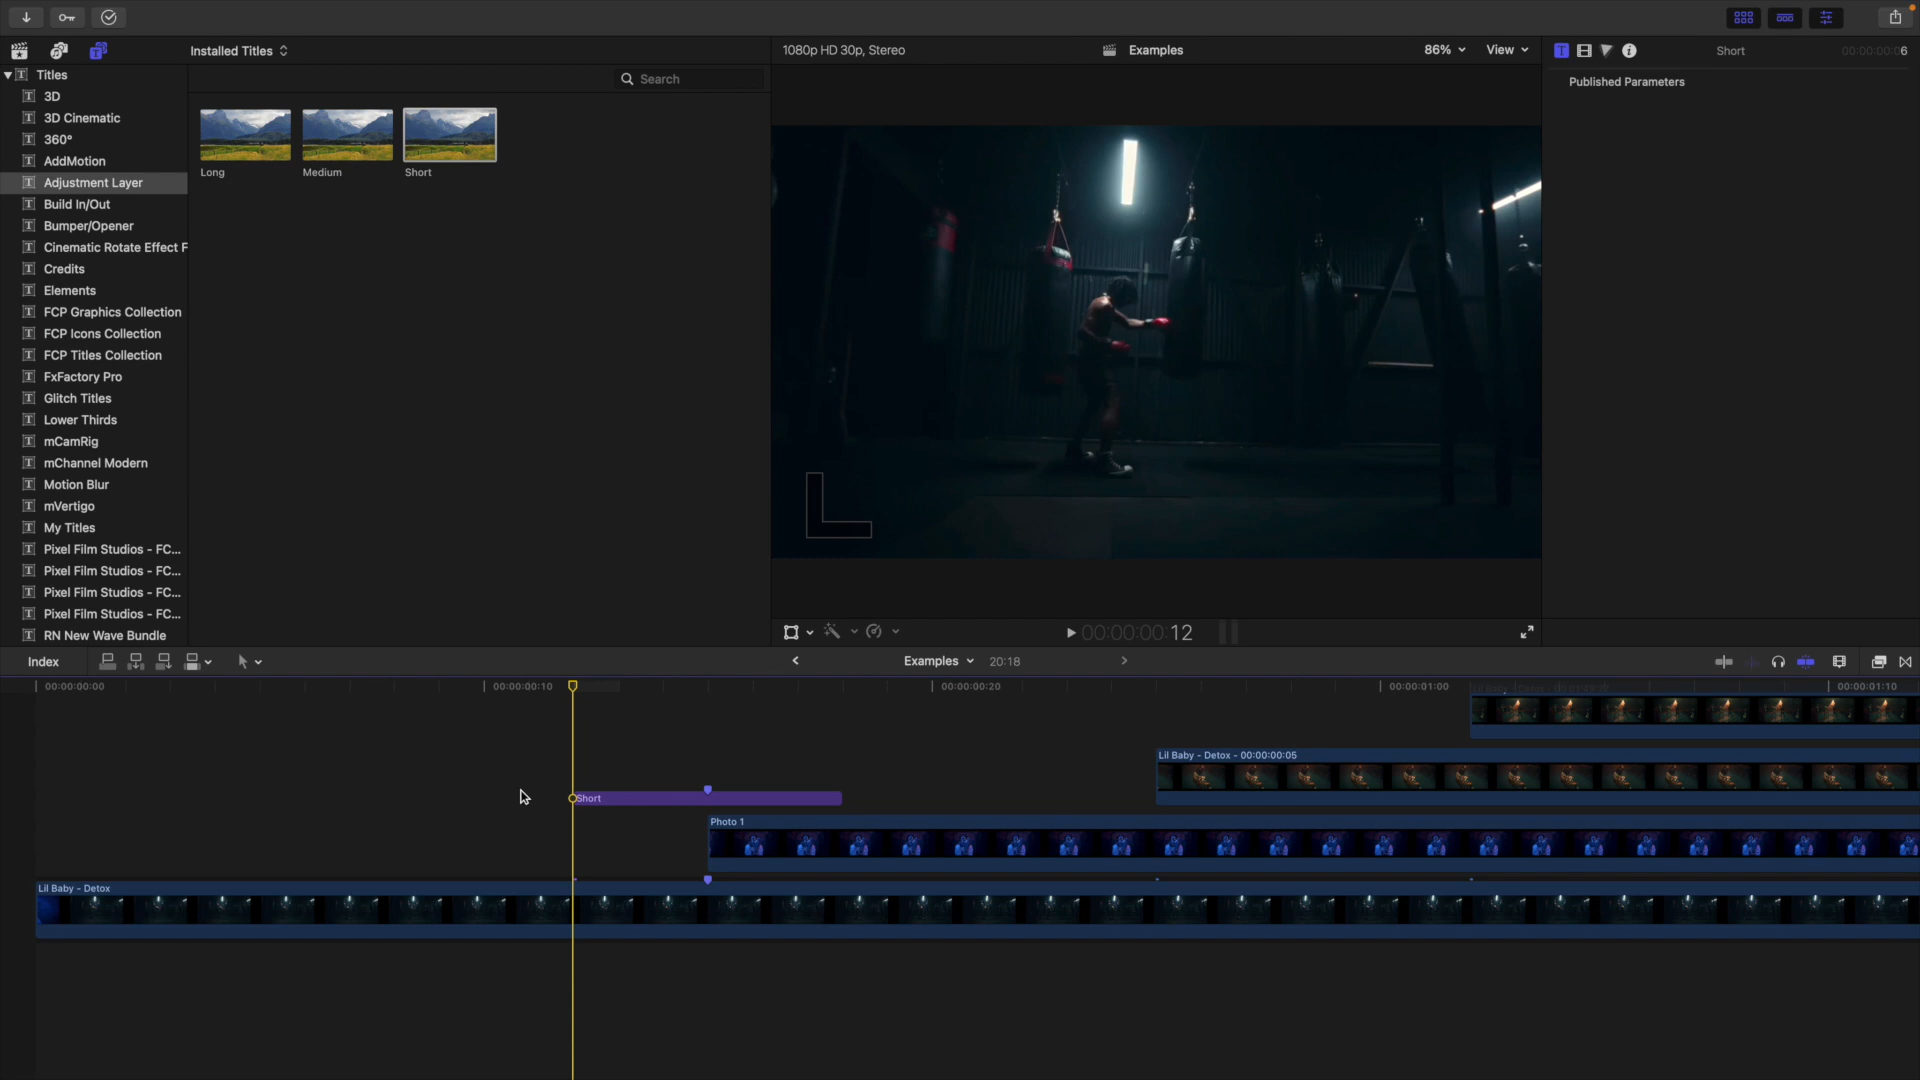 Installed Titles
1080p HD 30p, Stereo
Examples
86%
View
Short
00:00:00:06
Titles
Search
Published Parameters
3D
3D Cinematic
360°
AddMotion
Adjustment Layer
Build In/Out
Bumper/Opener
Cinematic Rotate Effect F
Credits
Elements
FCP Graphics Collection
FCP Icons Collection
FCP Titles Collection
FxFactory Pro
Glitch Titles
Lower Thirds
mCamRig
mChannel Modern
Motion Blur
mVertigo
My Titles
Pixel Film Studios - FC...
Pixel Film Studios - FC...
Pixel Film Studios - FC...
Pixel Film Studios - FC...
RN New Wave Bundle
Long
Medium
Short
00:00:00:12
Index
Examples
20:18
00:00:00:00
00:00:00:10
00:00:00:20
00:00:01:00
00:00:01:10
Lil Baby - Detox - 00:00:00:05
Short
Photo 1
Lil Baby - Detox